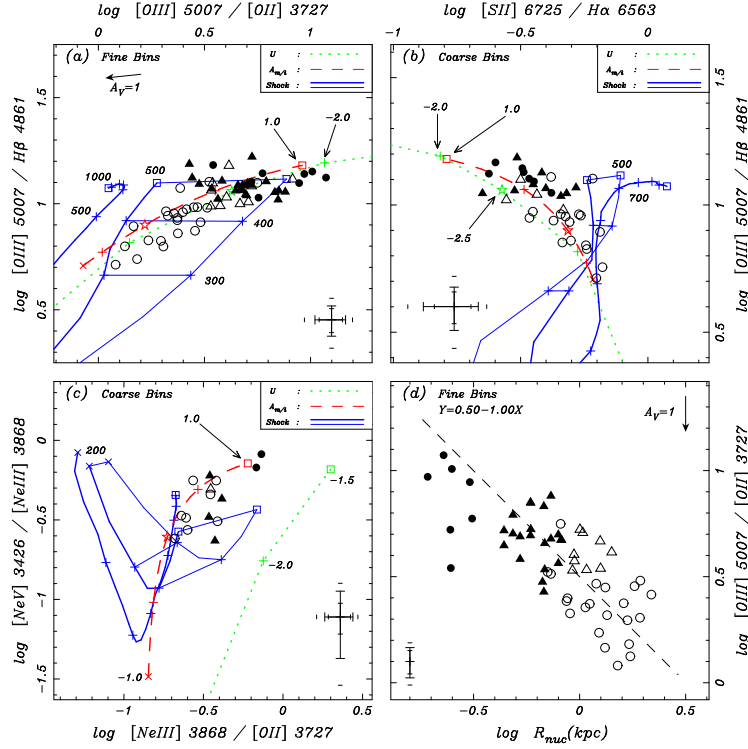 log [OIII] 5007 / [OII] 3727
log [SII] 6725 / Hα 6563
0 0.5 1
−1 −0.5 0
(a) Fine Bins
U :
A_m/i :
Shock :
A_V=1
1.0
−2.0
1000
500
500
400
300
0.5 1 1.5
log [OIII] 5007 / Hβ 4861
(b) Coarse Bins
U :
A_m/i :
Shock :
−2.0
1.0
−2.5
500
700
0.5 1 1.5
log [OIII] 5007 / Hβ 4861
(c) Coarse Bins
U :
A_m/i :
Shock :
200
1.0
−1.5
−2.0
−1.0
0 −0.5 −1 −1.5
log [NeV] 3426 / [NeIII] 3868
−1 −0.5 0 0.5
log [NeIII] 3868 / [OII] 3727
(d) Fine Bins
Y=0.50−1.00X
A_V=1
0 0.5 1
log [OIII] 5007 / [OII] 3727
−0.5 0 0.5
log R_nuc(kpc)